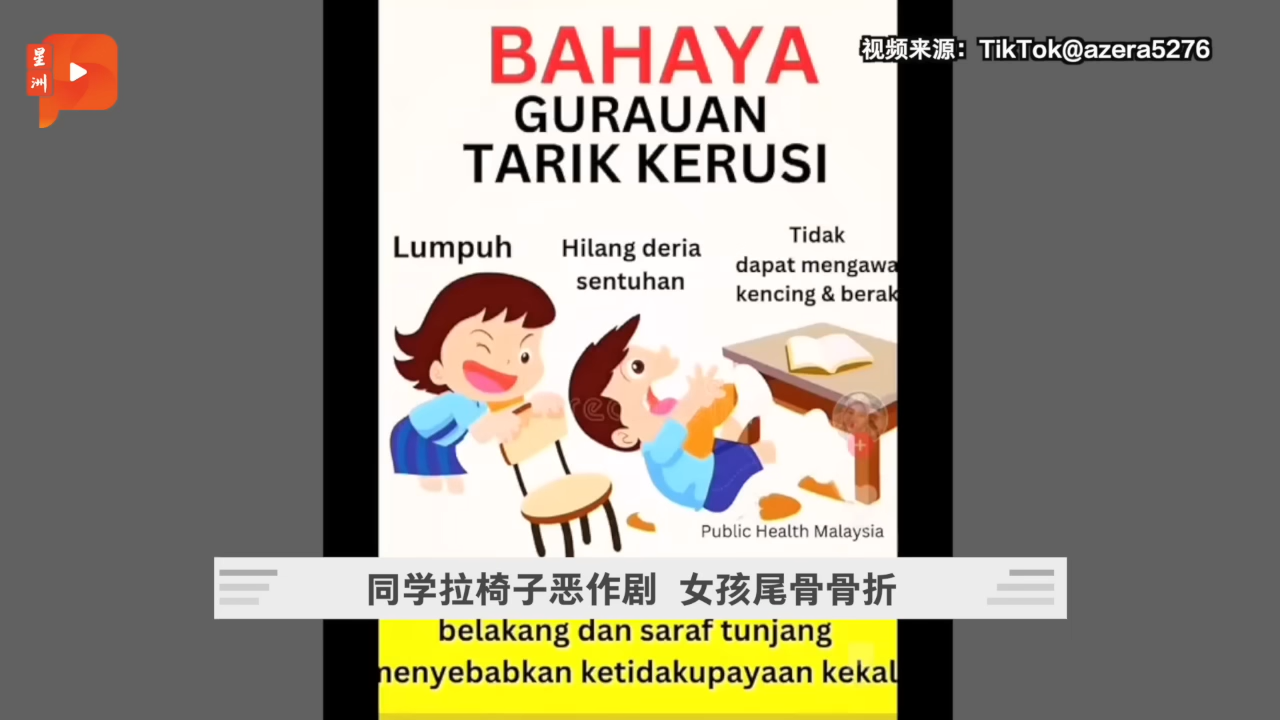 星洲
视频来源：TikTok@azera5276
BAHAYA
GURAUAN
TARIK KERUSI
Lumpuh
Hilang deria
sentuhan
Tidak
dapat mengawa
kencing & berak
Public Health Malaysia
同学拉椅子恶作剧 女孩尾骨骨折
belakang dan saraf tunjang
menyebabkan ketidakupayaan kekal